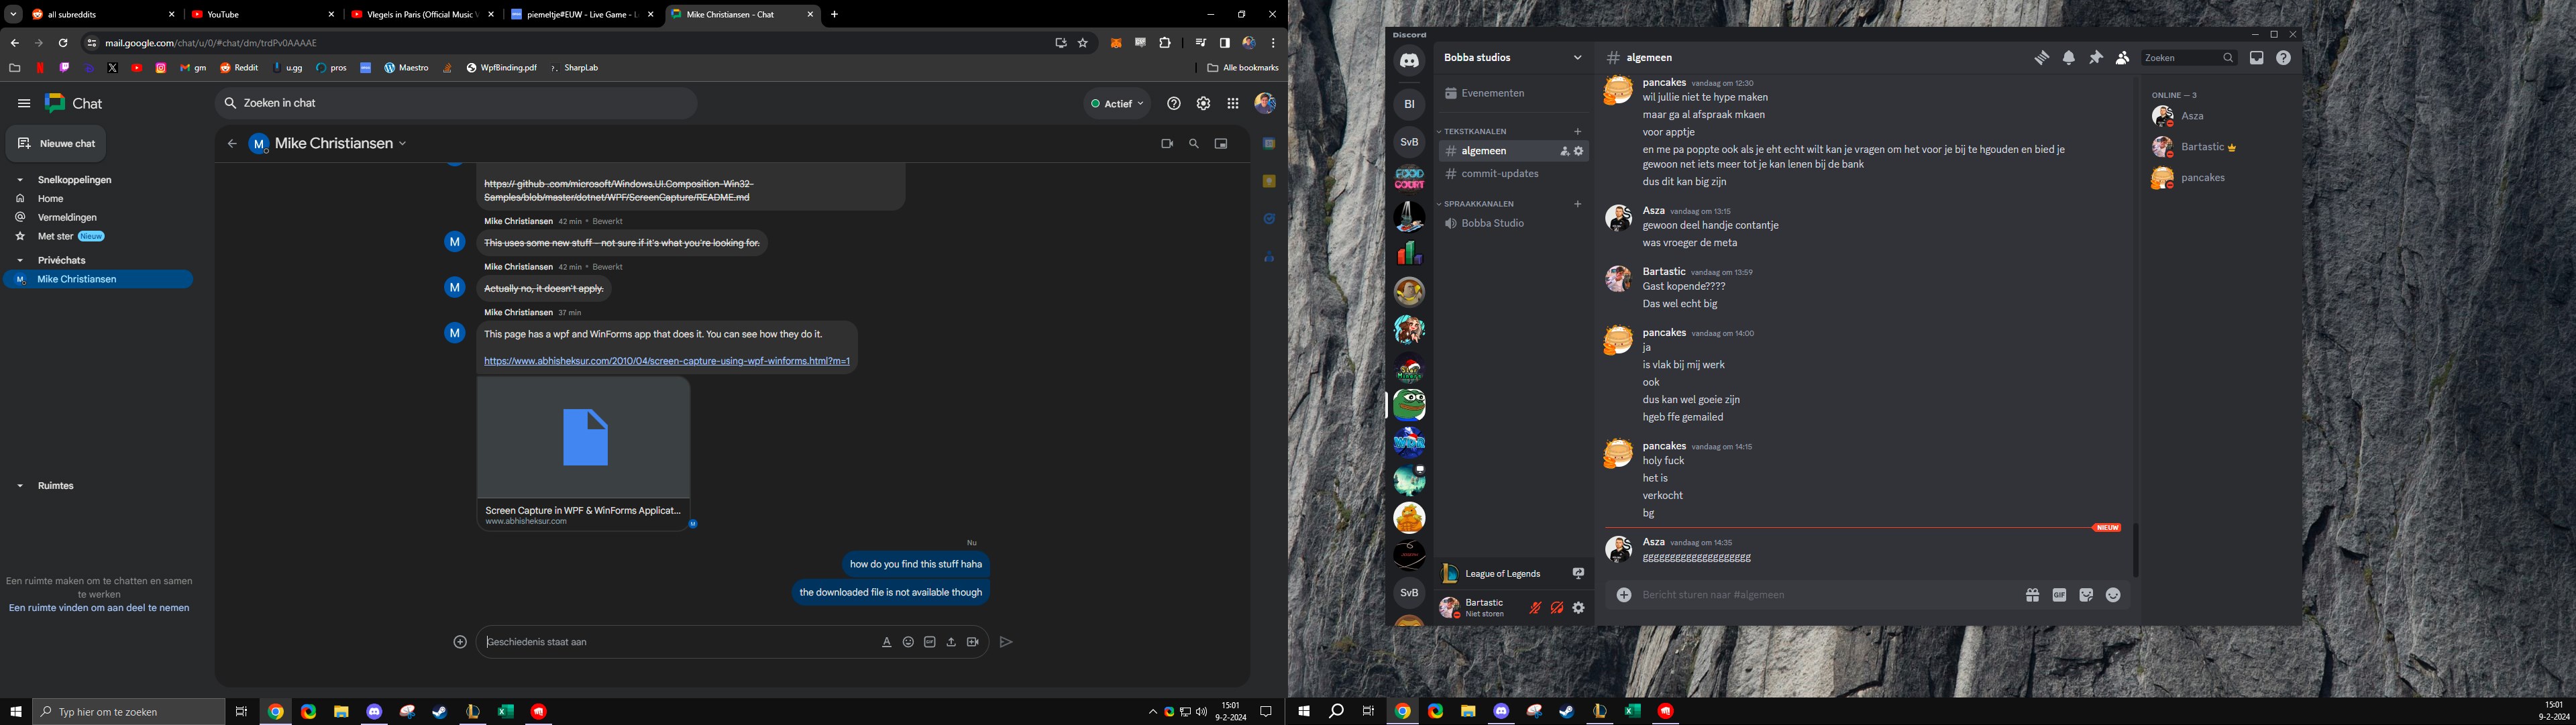 all subreddits
YouTube
Vlegels in Paris (Official Music V
piemeltje#EUW - Live Game - L
Mike Christiansen - Chat
mail.google.com/chat/u/0/#chat/dm/trdPv0AAAAE
gm
Reddit
u.gg
pros
Maestro
WpfBinding.pdf
SharpLab
Alle bookmarks
Chat
Zoeken in chat
Actief
Nieuwe chat
Mike Christiansen
Snelkoppelingen
Home
Vermeldingen
Met ster Nieuw
Privéchats
Mike Christiansen
Ruimtes
Een ruimte maken om te chatten en samen
te werken
Een ruimte vinden om aan deel te nemen
https:// github .com/microsoft/Windows.UI.Composition-Win32-
Samples/blob/master/dotnet/WPF/ScreenCapture/README.md
Mike Christiansen 42 min • Bewerkt
This uses some new stuff - not sure if it's what you're looking for.
Mike Christiansen 42 min • Bewerkt
Actually no, it doesn't apply.
Mike Christiansen 37 min
This page has a wpf and WinForms app that does it. You can see how they do it.
https://www.abhisheksur.com/2010/04/screen-capture-using-wpf-winforms.html?m=1
Screen Capture in WPF & WinForms Applicat...
www.abhisheksur.com
Nu
how do you find this stuff haha
the downloaded file is not available though
Geschiedenis staat aan
Typ hier om te zoeken
15:01
9-2-2024
Discord
BI
SvB
FOOD
COURT
SvB
Bobba studios
Evenementen
TEKSTKANALEN
algemeen
commit-updates
SPRAAKKANALEN
Bobba Studio
League of Legends
Bartastic
Niet storen
algemeen
Zoeken
pancakes vandaag om 12:30
wil jullie niet te hype maken
maar ga al afspraak mkaen
voor apptje
en me pa poppte ook als je eht echt wilt kan je vragen om het voor je bij te hgouden en bied je
gewoon net iets meer tot je kan lenen bij de bank
dus dit kan big zijn
Asza vandaag om 13:15
gewoon deel handje contantje
was vroeger de meta
Bartastic vandaag om 13:59
Gast kopende????
Das wel echt big
pancakes vandaag om 14:00
ja
is vlak bij mij werk
ook
dus kan wel goeie zijn
hgeb ffe gemailed
pancakes vandaag om 14:15
holy fuck
het is
verkocht
bg
NIEUW
Asza vandaag om 14:35
gggggggggggggggggggg
Bericht sturen naar #algemeen
GIF
ONLINE — 3
Asza
Bartastic
pancakes
15:01
9-2-2024